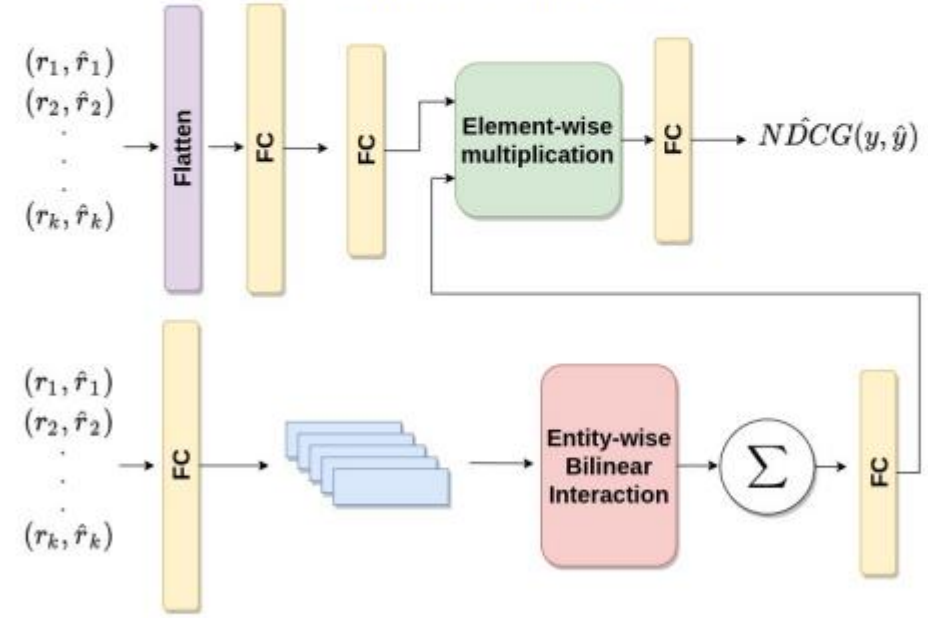 (r₁, r̂₁)
(r₂, r̂₂)
.
.
.
(rₖ, r̂ₖ)
Flatten
FC
FC
Element-wise
multiplication
FC
NDĈG(y, ŷ)
(r₁, r̂₁)
(r₂, r̂₂)
.
.
.
(rₖ, r̂ₖ)
FC
Entity-wise
Bilinear
Interaction
∑
FC